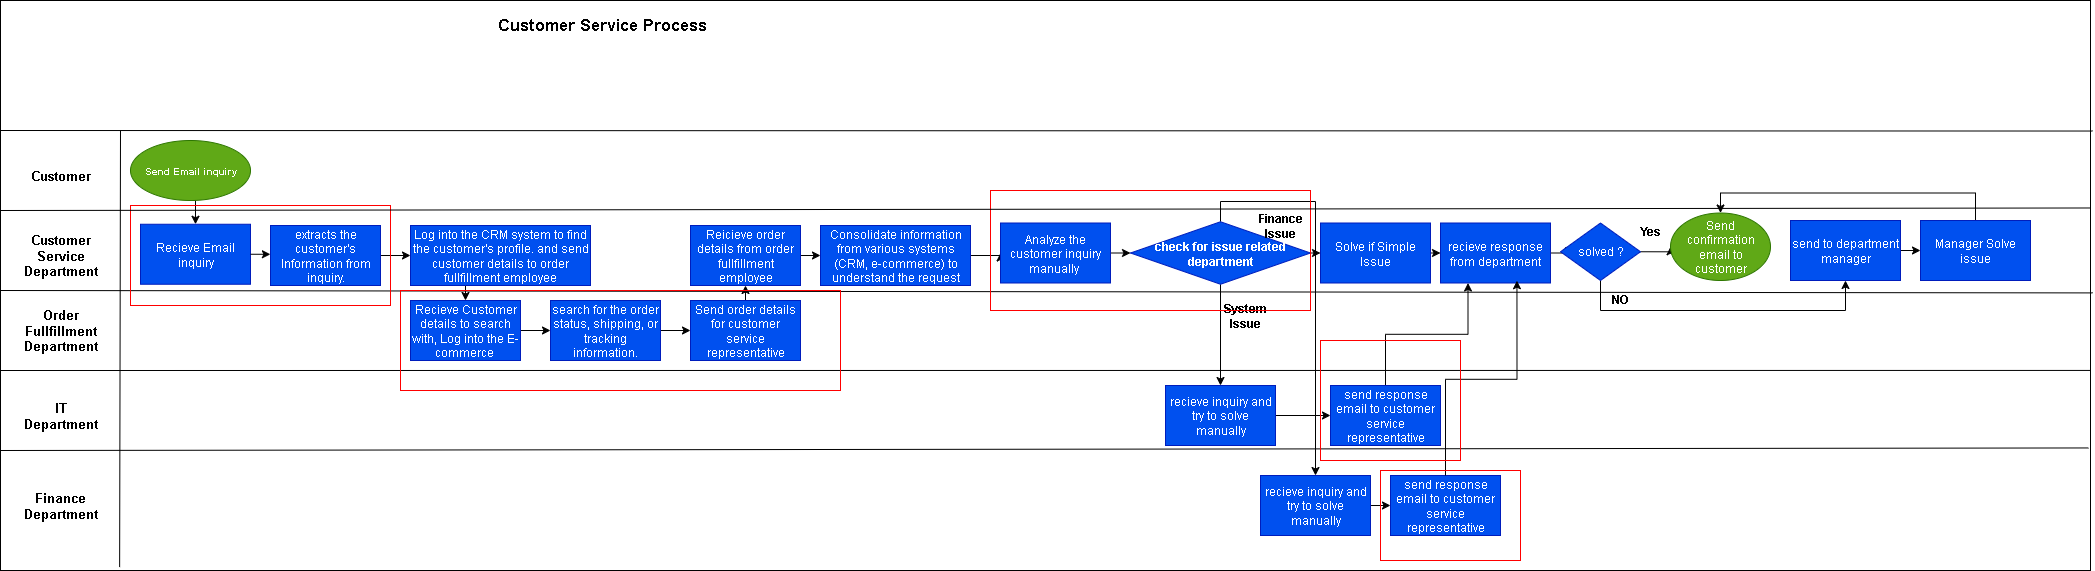 Customer Service Process
Customer
Send Email inquiry
Customer
Service
Department
Recieve Email
inquiry
extracts the
customer's
Information from
inquiry.
Log into the CRM system to find
the customer's profile. and send
customer details to order
fullfillment employee
Reicieve order
details from order
fullfillment
employee
Consolidate information
from various systems
(CRM, e-commerce) to
understand the request
Analyze the
customer inquiry
manually
check for issue related
department
Finance
Issue
System
Issue
Solve if Simple
Issue
recieve response
from department
solved ?
Yes
NO
Send
confirmation
email to
customer
send to department
manager
Manager Solve
issue
Order
Fullfillment
Department
Recieve Customer
details to search
with, Log into the E-
commerce
search for the order
status, shipping, or
tracking
information.
Send order details
for customer
service
representative
IT
Department
recieve inquiry and
try to solve
manually
send response
email to customer
service
representative
Finance
Department
recieve inquiry and
try to solve
manually
send response
email to customer
service
representative